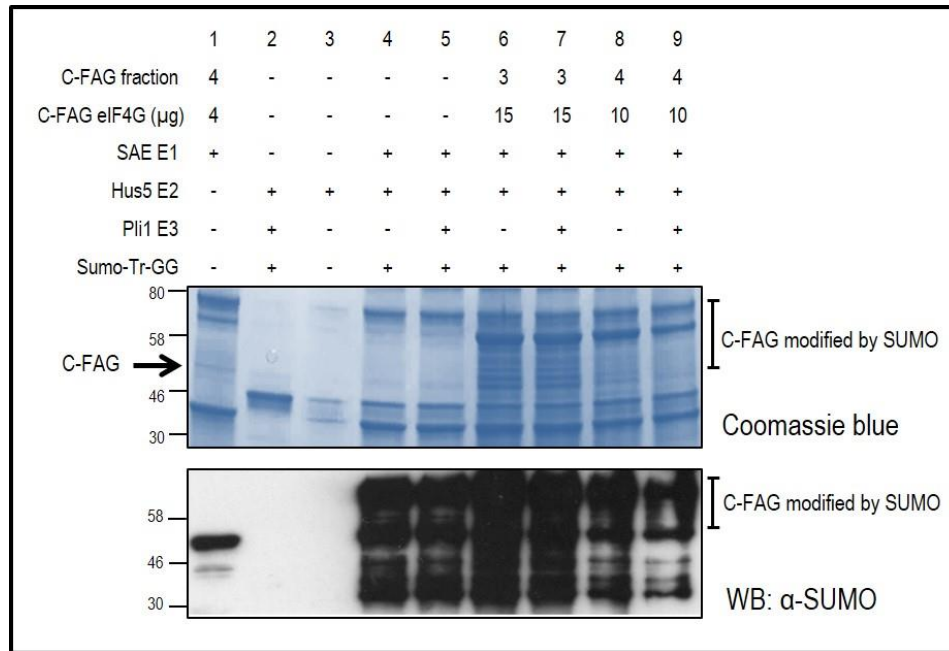 1 2 3 4 5 6 7 8 9
C-FAG fraction 4 - - - - 3 3 4 4
C-FAG eIF4G (µg) 4 - - - - 15 15 10 10
SAE E1 + - - + + + + + +
Hus5 E2 - + + + + + + + +
Pli1 E3 - + - - + - + - +
Sumo-Tr-GG - + - + + + + + +
80
58
C-FAG
46
30
C-FAG modified by SUMO
Coomassie blue
58
46
30
C-FAG modified by SUMO
WB: α-SUMO